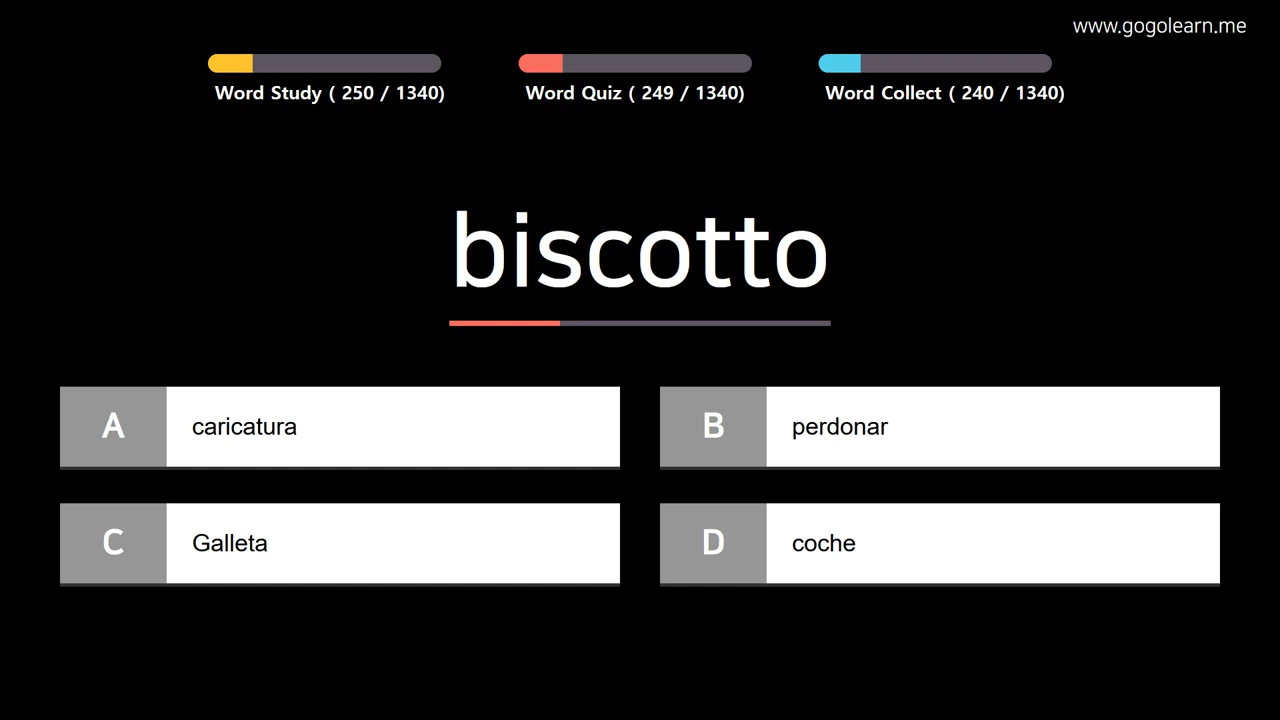 www.gogolearn.me
Word Study ( 250 / 1340)
Word Quiz ( 249 / 1340)
Word Collect ( 240 / 1340)
biscotto
A caricatura
B perdonar
C Galleta
D coche